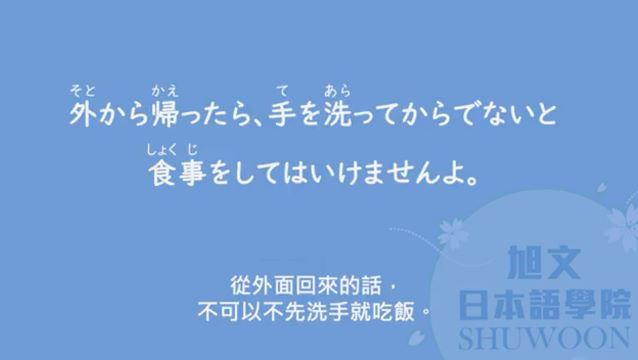 そと かえ て あら
外から帰ったら、手を洗ってからでないと
しょく じ
食事をしてはいけませんよ。
從外面回來的話，
不可以不先洗手就吃飯。
旭文
日本語學院
SHUWOON